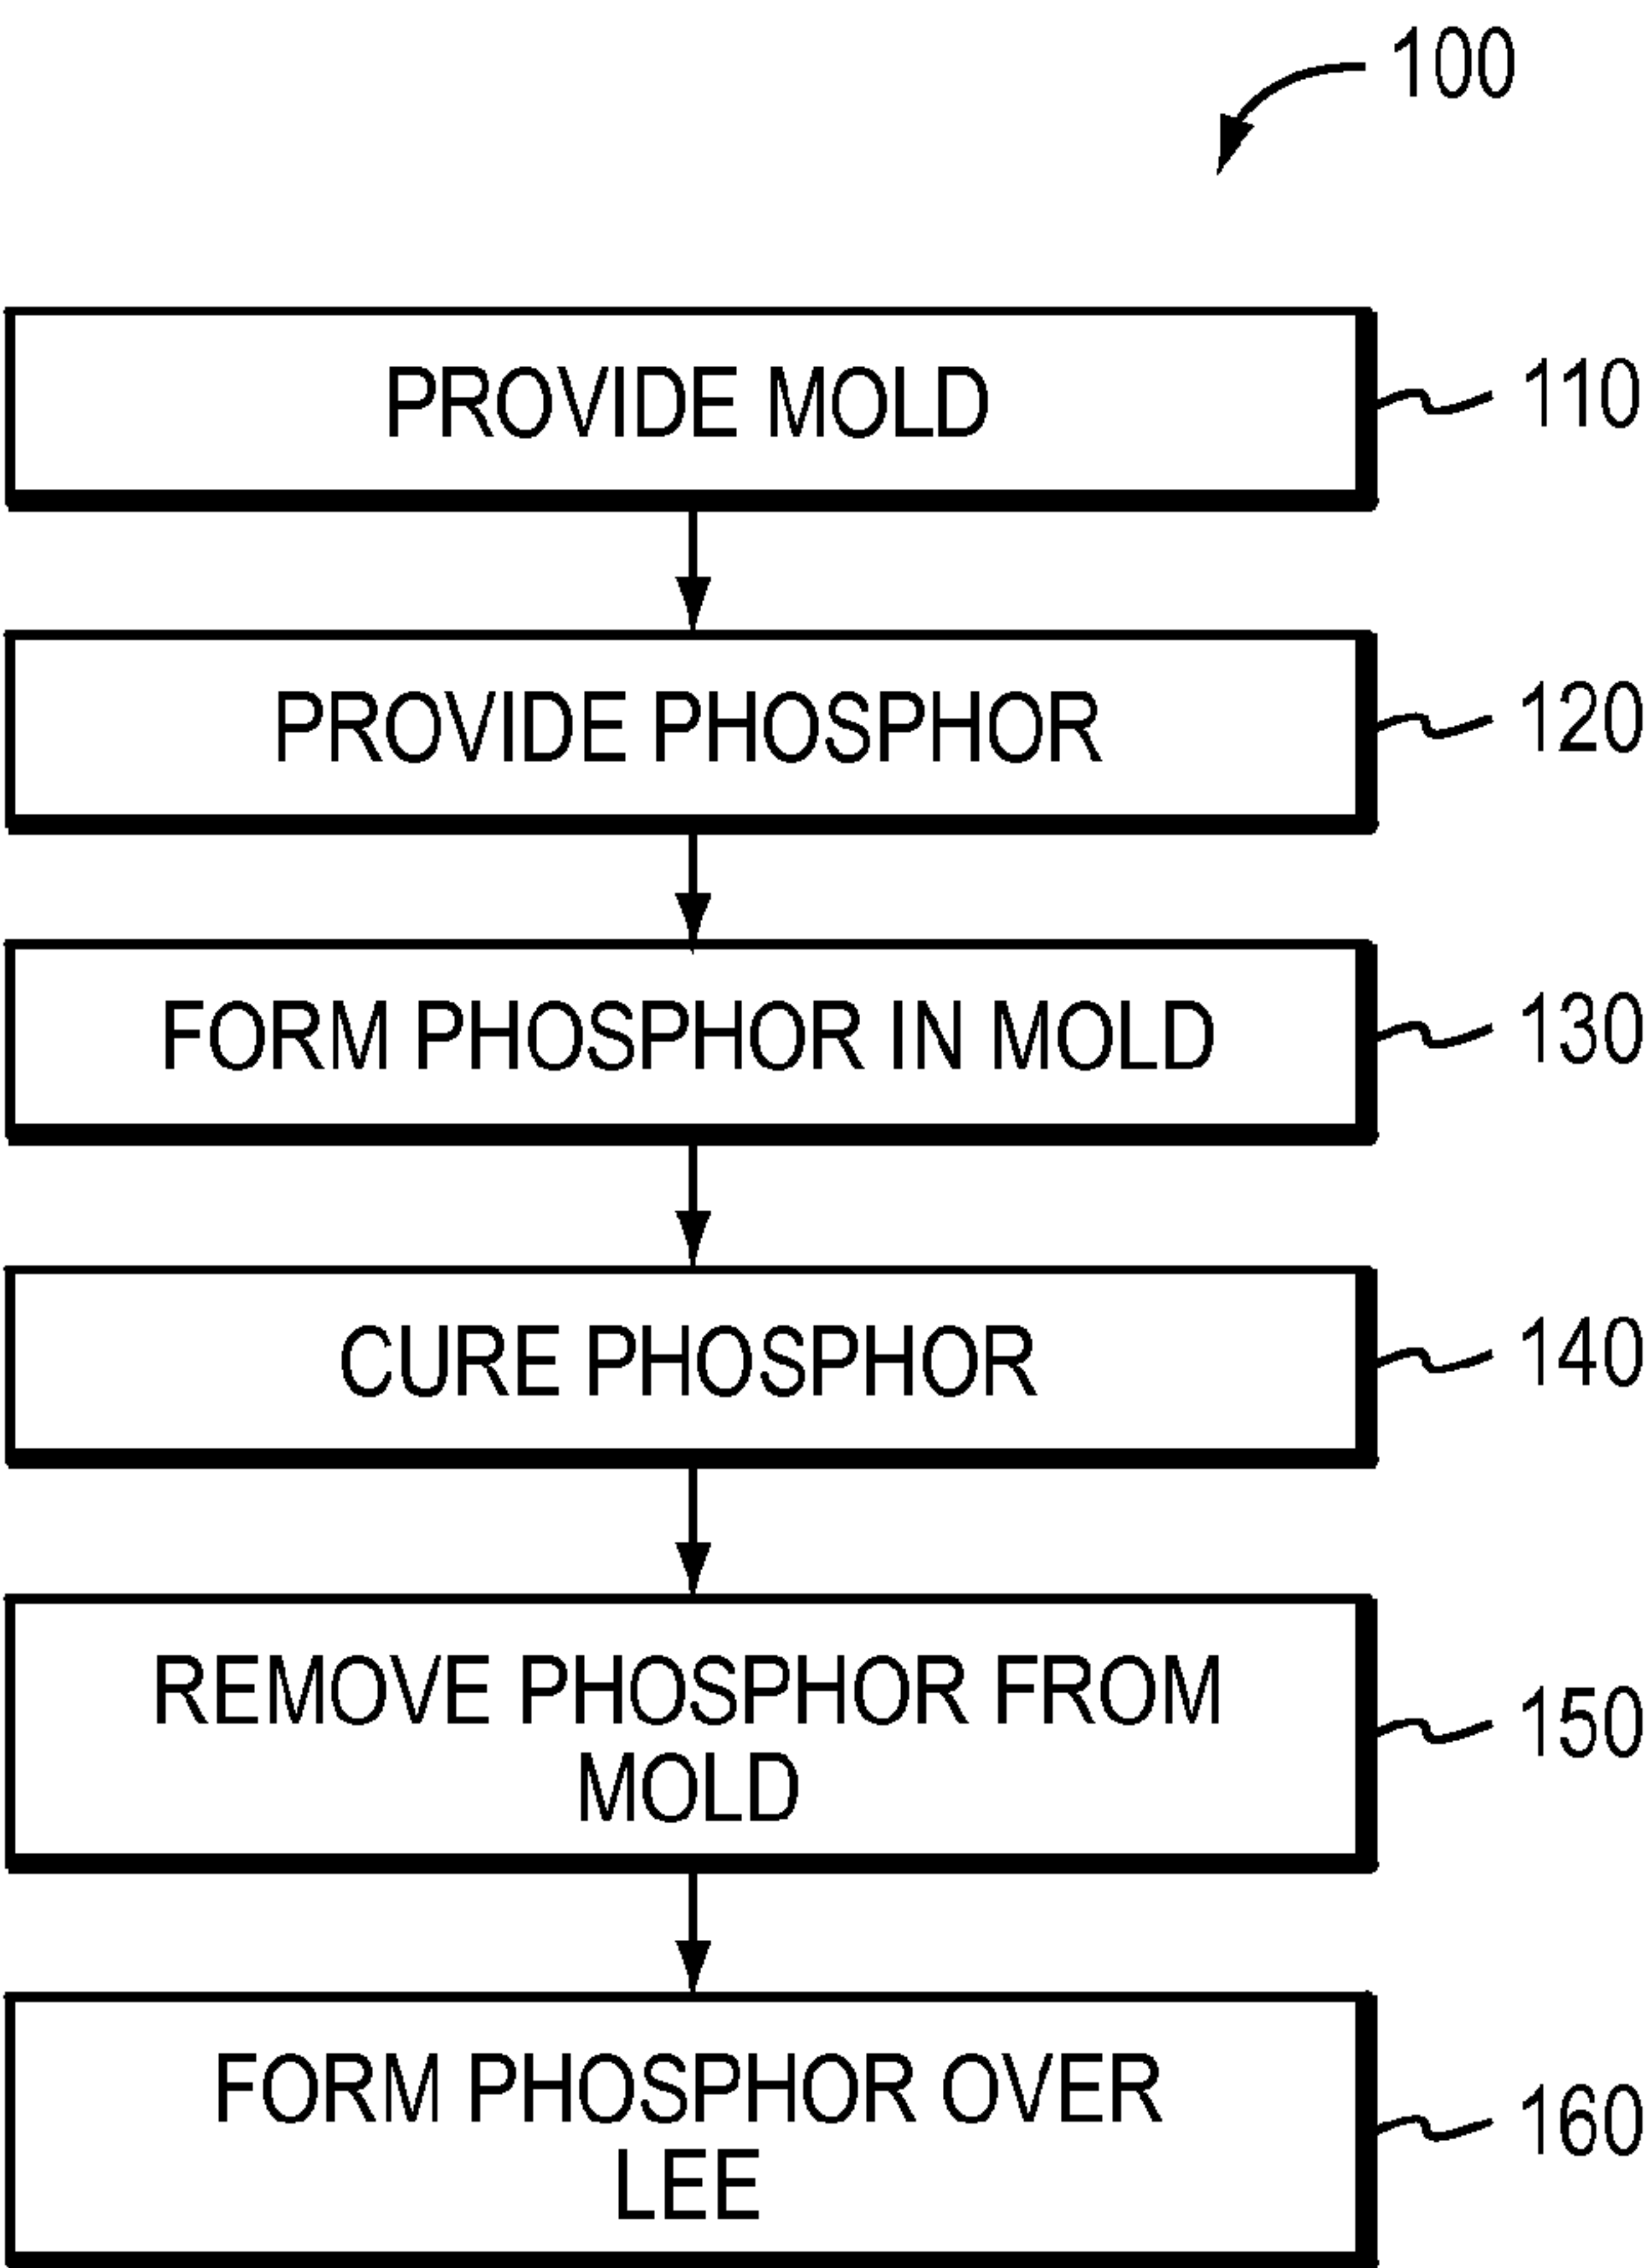 100
PROVIDE MOLD
110
PROVIDE PHOSPHOR
120
FORM PHOSPHOR IN MOLD
130
CURE PHOSPHOR
140
REMOVE PHOSPHOR FROM
MOLD
150
FORM PHOSPHOR OVER
LEE
160